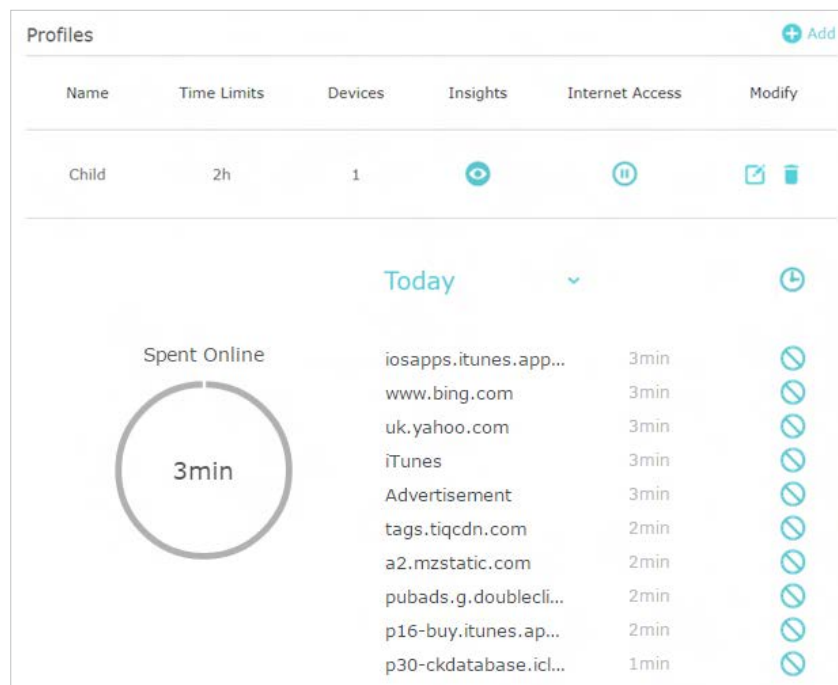 Profiles Add
Name Time Limits Devices Insights Internet Access Modify
Child 2h 1
Today
Spent Online
3min
iosapps.itunes.app... 3min
www.bing.com 3min
uk.yahoo.com 3min
iTunes 3min
Advertisement 3min
tags.tiqcdn.com 2min
a2.mzstatic.com 2min
pubads.g.doublecli... 2min
p16-buy.itunes.ap... 2min
p30-ckdatabase.icl... 1min